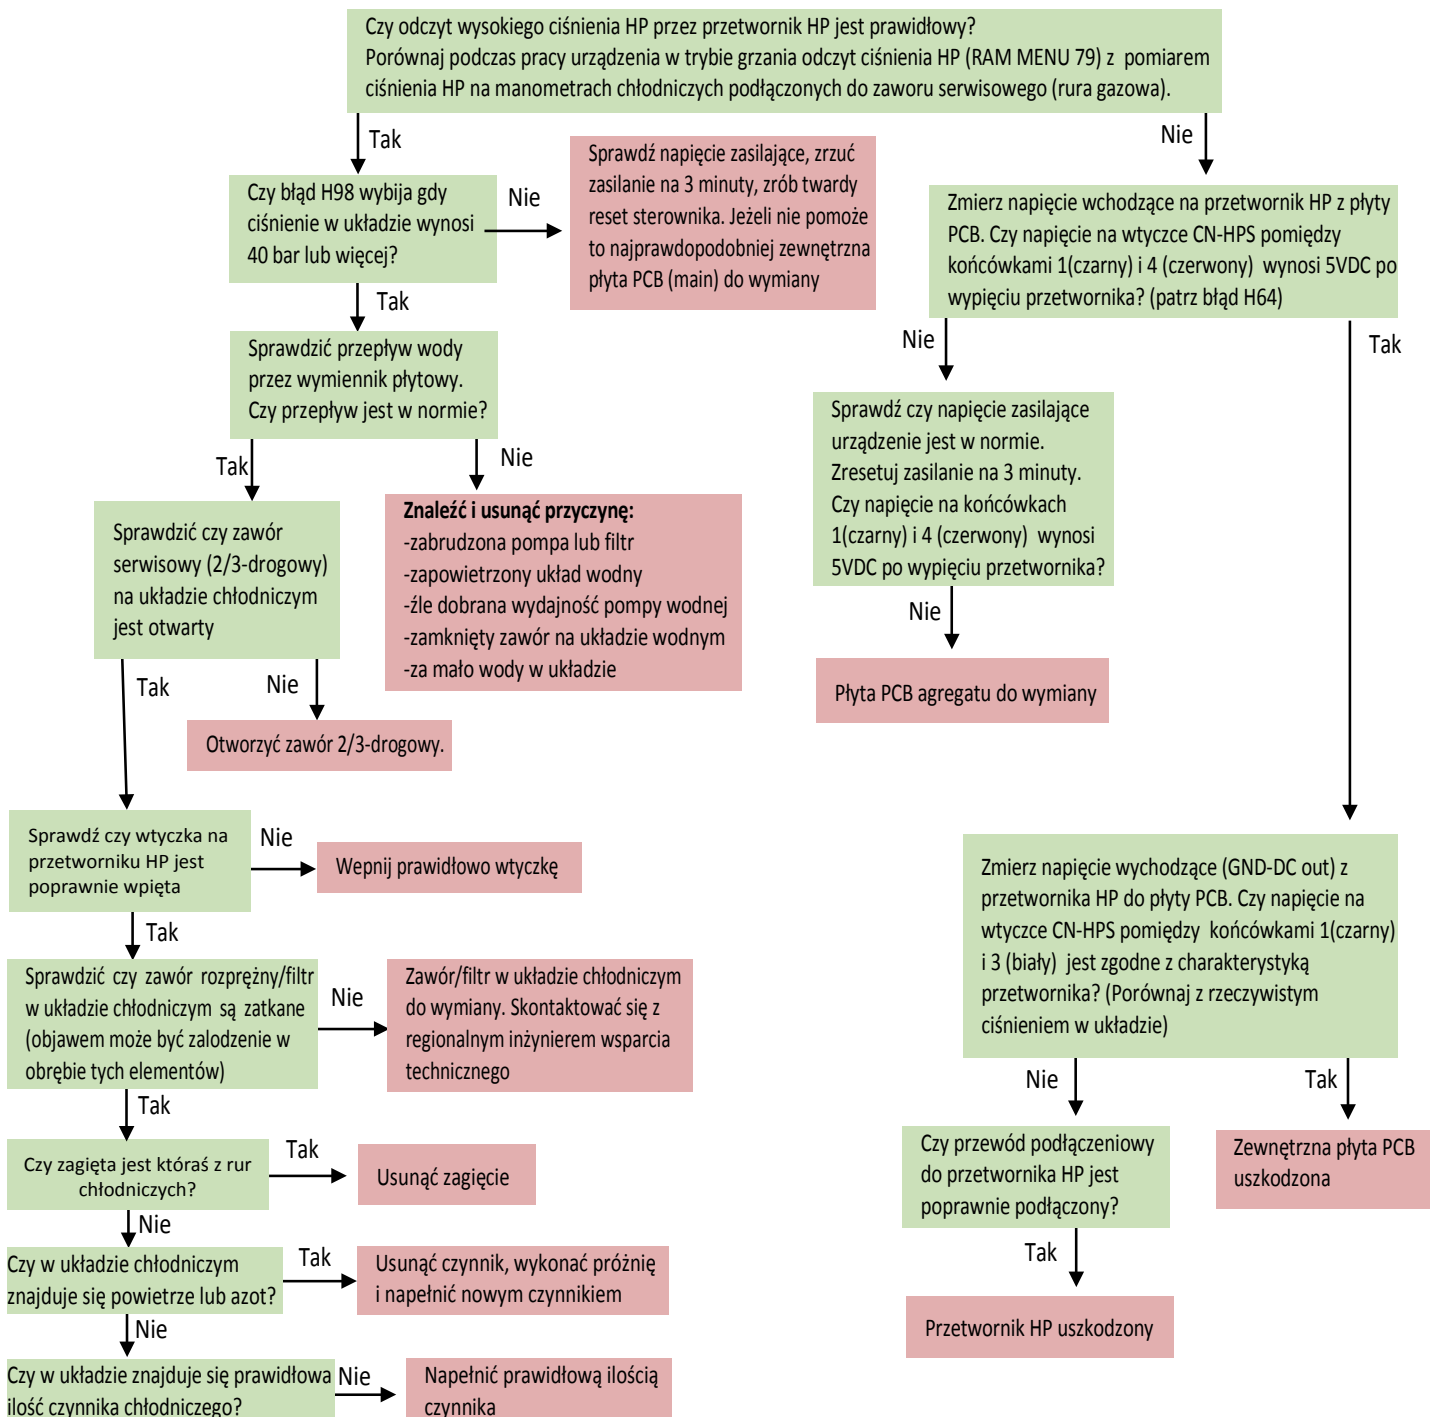 Czy odczyt wysokiego ciśnienia HP przez przetwornik HP jest prawidłowy?
Porównaj podczas pracy urządzenia w trybie grzania odczyt ciśnienia HP (RAM MENU 79) z pomiarem
ciśnienia HP na manometrach chłodniczych podłączonych do zaworu serwisowego (rura gazowa).
Tak
Nie
Czy błąd H98 wybija gdy
ciśnienie w układzie wynosi
40 bar lub więcej?
Nie
Sprawdź napięcie zasilające, zrzuć
zasilanie na 3 minuty, zrób twardy
reset sterownika. Jeżeli nie pomoże
to najprawdopodobniej zewnętrzna
płyta PCB (main) do wymiany
Zmierz napięcie wchodzące na przetwornik HP z płyty
PCB. Czy napięcie na wtyczce CN-HPS pomiędzy
końcówkami 1(czarny) i 4 (czerwony) wynosi 5VDC po
wypięciu przetwornika? (patrz błąd H64)
Tak
Nie
Tak
Sprawdzić przepływ wody
przez wymiennik płytowy.
Czy przepływ jest w normie?
Tak
Nie
Sprawdź czy napięcie zasilające
urządzenie jest w normie.
Zresetuj zasilanie na 3 minuty.
Czy napięcie na końcówkach
1(czarny) i 4 (czerwony) wynosi
5VDC po wypięciu przetwornika?
Sprawdzić czy zawór
serwisowy (2/3-drogowy)
na układzie chłodniczym
jest otwarty
Znaleźć i usunąć przyczynę:
-zabrudzona pompa lub filtr
-zapowietrzony układ wodny
-źle dobrana wydajność pompy wodnej
-zamknięty zawór na układzie wodnym
-za mało wody w układzie
Nie
Tak
Nie
Płyta PCB agregatu do wymiany
Otworzyć zawór 2/3-drogowy.
Sprawdź czy wtyczka na
przetworniku HP jest
poprawnie wpięta
Nie
Wepnij prawidłowo wtyczkę
Zmierz napięcie wychodzące (GND-DC out) z
przetwornika HP do płyty PCB. Czy napięcie na
wtyczce CN-HPS pomiędzy końcówkami 1(czarny)
i 3 (biały) jest zgodne z charakterystyką
przetwornika? (Porównaj z rzeczywistym
ciśnieniem w układzie)
Tak
Sprawdzić czy zawór rozprężny/filtr
w układzie chłodniczym są zatkane
(objawem może być zalodzenie w
obrębie tych elementów)
Nie
Zawór/filtr w układzie chłodniczym
do wymiany. Skontaktować się z
regionalnym inżynierem wsparcia
technicznego
Nie
Tak
Tak
Czy zagięta jest któraś z rur
chłodniczych?
Tak
Usunąć zagięcie
Czy przewód podłączeniowy
do przetwornika HP jest
poprawnie podłączony?
Zewnętrzna płyta PCB
uszkodzona
Nie
Tak
Czy w układzie chłodniczym
znajduje się powietrze lub azot?
Tak
Usunąć czynnik, wykonać próżnię
i napełnić nowym czynnikiem
Przetwornik HP uszkodzony
Nie
Czy w układzie znajduje się prawidłowa
ilość czynnika chłodniczego?
Nie
Napełnić prawidłową ilością
czynnika